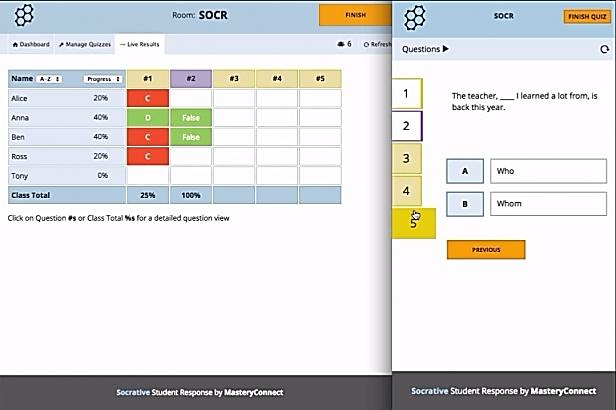 Room: SOCR
FINISH
Dashboard Manage Quizzes Live Results 6 Refresh
Name A-Z Progress #1 #2 #3 #4 #5
Alice 20% C
Anna 40% D False
Ben 40% C False
Ross 20% C
Tony 0%
Class Total 25% 100%
Click on Question #s or Class Total %s for a detailed question view
Socrative Student Response by MasteryConnect
SOCR
FINISH QUIZ
Questions
1
2
3
4
5
The teacher, ____ I learned a lot from, is
back this year.
A Who
B Whom
PREVIOUS
Socrative Student Response by MasteryConnect